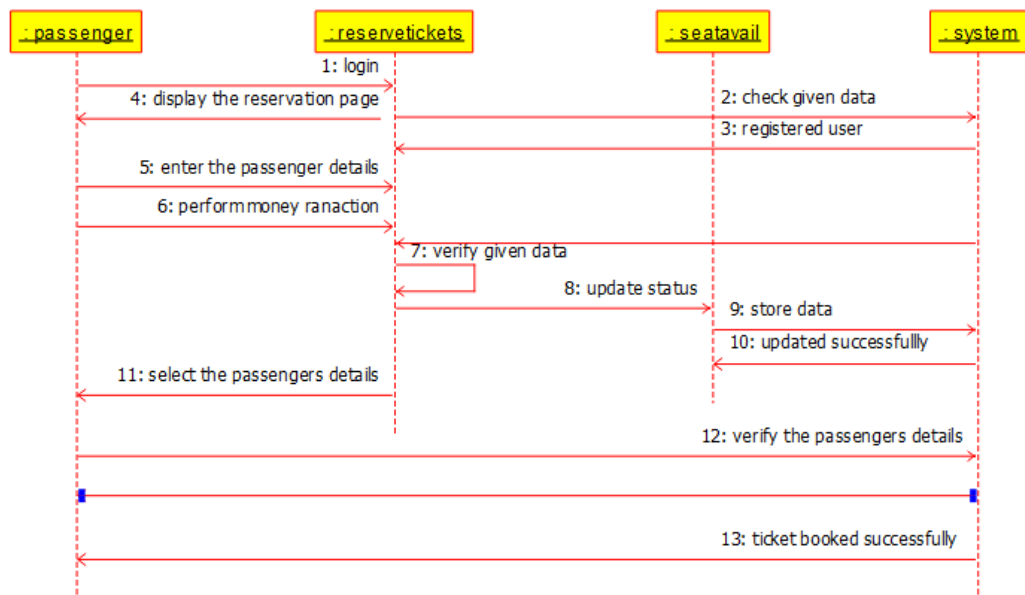 : passenger
: reservetickets
: seatavail
: system
1: login
4: display the reservation page
2: check given data
3: registered user
5: enter the passenger details
6: perform money ranaction
7: verify given data
8: update status
9: store data
10: updated successfullly
11: select the passengers details
12: verify the passengers details
13: ticket booked successfully